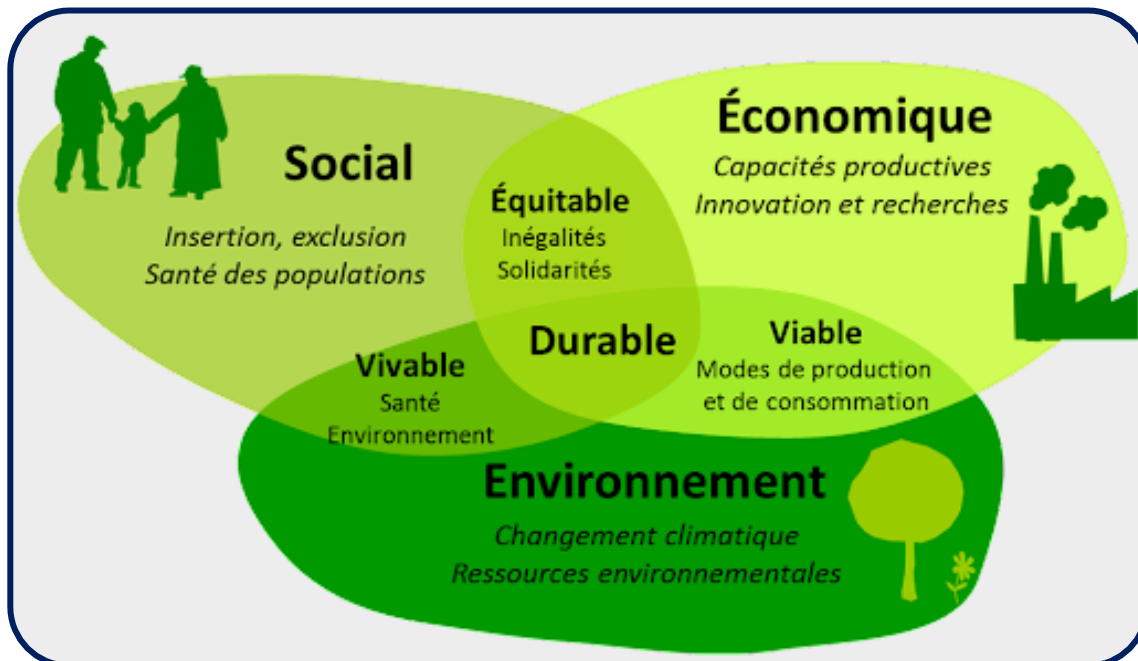 Social
Insertion, exclusion
Santé des populations
Économique
Capacités productives
Innovation et recherches
Équitable
Inégalités
Solidarités
Durable
Viable
Modes de production
et de consommation
Vivable
Santé
Environnement
Environnement
Changement climatique
Ressources environnementales